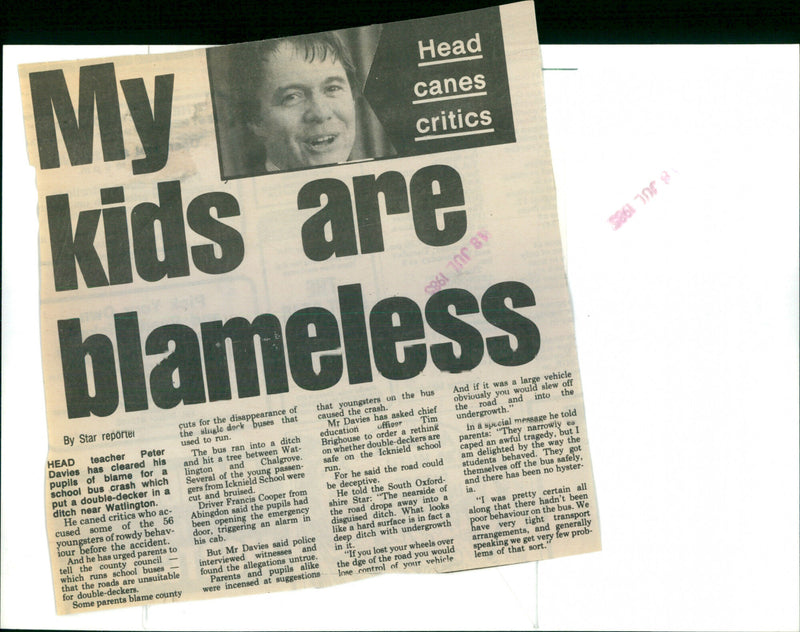 My
kids are
blameless
Head
canes
critics
18 JUL 1985
18 JUL 1985
By Star reporter
HEAD teacher Peter
Davies has cleared his
pupils of blame for a
school bus crash which
put a double-decker in a
ditch near Watlington.
He caned critics who ac-
cused some of the 56
youngsters of rowdy behav-
iour before the accident.
And he has urged parents to
tell the county council —
which runs school buses —
that the roads are unsuitable
for double-deckers.
Some parents blame county
cuts for the disappearance of
the single deck buses that
used to run.
The bus ran into a ditch
and hit a tree between Wat-
lington and Chalgrove.
Several of the young passen-
gers from Icknield School were
cut and bruised.
Driver Francis Cooper from
Abingdon said the pupils had
been opening the emergency
door, triggering an alarm in
his cab.
But Mr Davies said police
interviewed witnesses and
found the allegations untrue.
Parents and pupils alike
were incensed at suggestions
that youngsters on the bus
caused the crash.
Mr Davies has asked chief
education officer Tim
Brighouse to order a rethink
on whether double-deckers are
safe on the Icknield school
run.
For he said the road could
be deceptive.
He told the South Oxford-
shire Star: "The nearside of
the road drops away into a
disguised ditch. What looks
like a hard surface is in fact a
deep ditch with undergrowth
in it.
"If you lost your wheels over
the dge of the road you would
lose control of your vehicle
And if it was a large vehicle
obviously you would slew off
the road and into the
undergrowth."
In a special message he told
parents: "They narrowly es
caped an awful tragedy, but I
am delighted by the way the
students behaved. They got
themselves off the bus safely,
and there has been no hyster-
ia.
"I was pretty certain all
along that there hadn't been
poor behaviour on the bus. We
have very tight transport
arrangements, and generally
speaking we get very few prob-
lems of that sort."